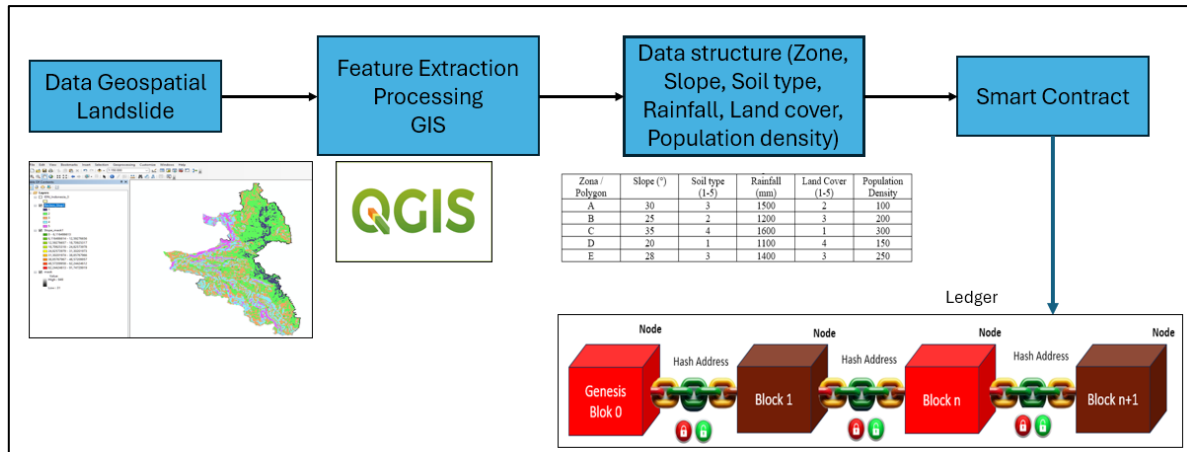 Data Geospatial
Landslide
Feature Extraction
Processing
GIS
Data structure (Zone,
Slope, Soil type,
Rainfall, Land cover,
Population density)
Smart Contract
QGIS
Zone / Polygon Slope (°) Soil type (1-5) Rainfall (mm) Land Cover (1-5) Population Density
A 30 3 1500 2 100
B 25 2 1200 3 200
C 35 4 1600 1 300
D 20 1 1100 4 150
E 28 3 1400 3 250
Ledger
Node Node Node Node
Hash Address Hash Address Hash Address
Genesis
Blok 0
Block 1
Block n
Block n+1